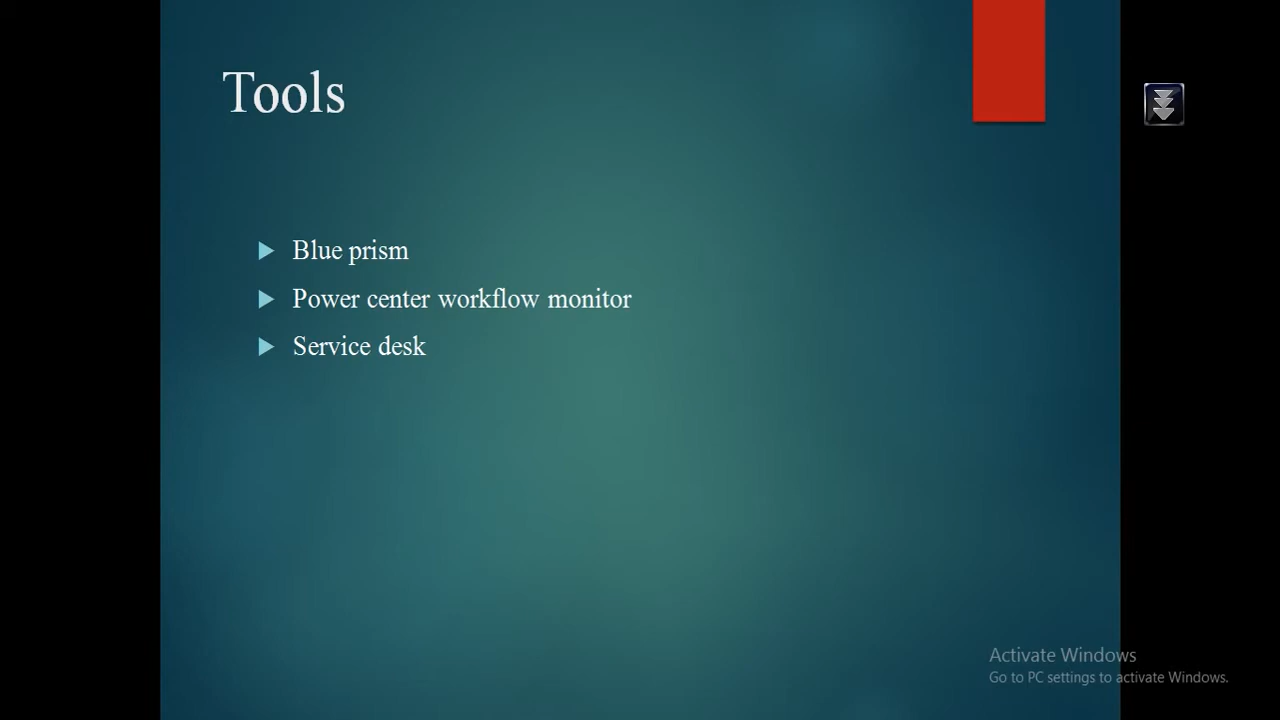 Tools
Blue prism
Power center workflow monitor
Service desk
Activate Windows
Go to PC settings to activate Windows.